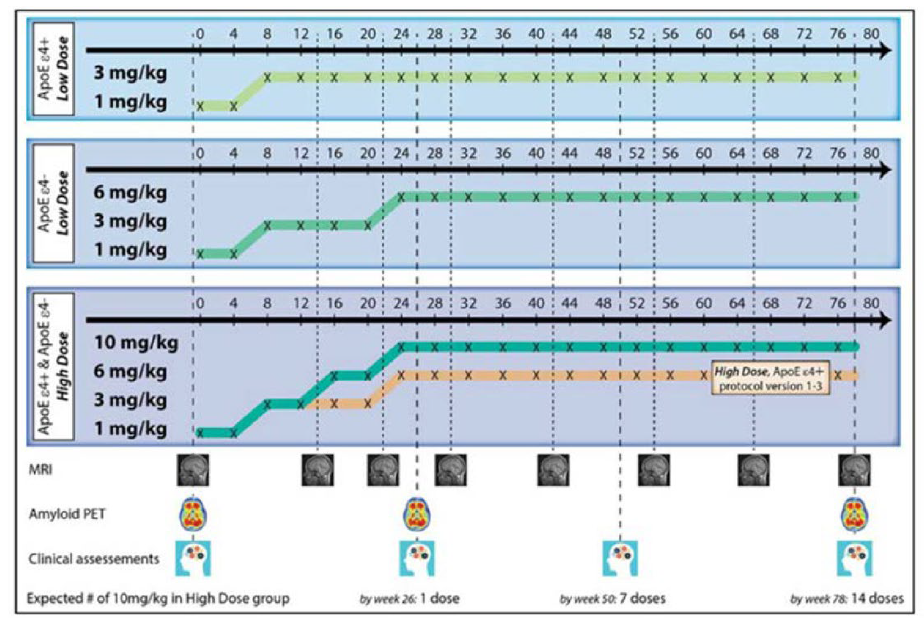 ApoE ε4+
Low Dose
0 4 8 12 16 20 24 28 32 36 40 44 48 52 56 60 64 68 72 76 80
3 mg/kg
x x x x x x x x x x x x x x x x x x
1 mg/kg
x x
ApoE ε4-
Low Dose
0 4 8 12 16 20 24 28 32 36 40 44 48 52 56 60 64 68 72 76 80
6 mg/kg
x x x x x x x x x x x x x x
3 mg/kg
x x x x
1 mg/kg
x x
ApoE ε4+ & ApoE ε4-
High Dose
0 4 8 12 16 20 24 28 32 36 40 44 48 52 56 60 64 68 72 76 80
10 mg/kg
x x x x x x x x x x x x x x
6 mg/kg
x x x x x x x x x x x x x
High Dose, ApoE ε4+
protocol version 1-3
3 mg/kg
x x x x
1 mg/kg
x x
MRI
Amyloid PET
Clinical assessements
Expected # of 10mg/kg in High Dose group
by week 26: 1 dose
by week 50: 7 doses
by week 78: 14 doses